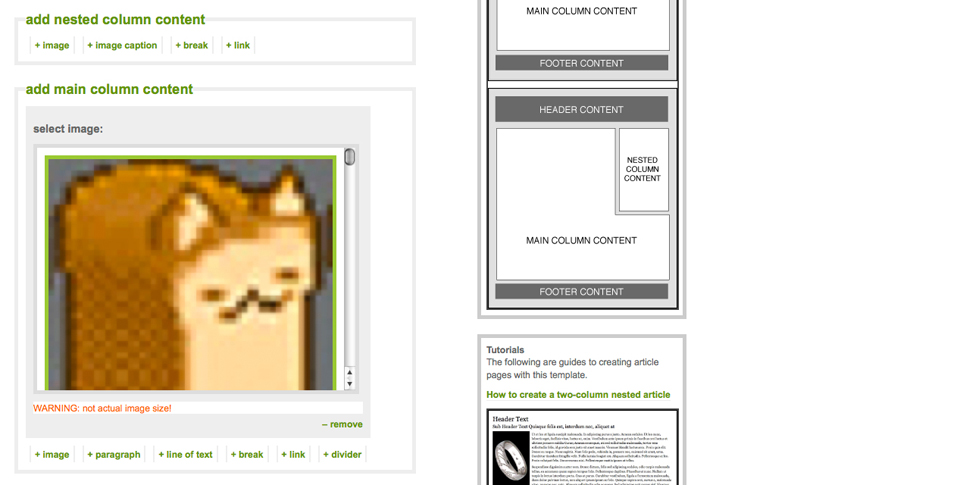 add nested column content
+ image + image caption + break + link
add main column content
select image:
WARNING: not actual image size!
– remove
+ image + paragraph + line of text + break + link + divider
MAIN COLUMN CONTENT
FOOTER CONTENT
HEADER CONTENT
NESTED
COLUMN
CONTENT
MAIN COLUMN CONTENT
FOOTER CONTENT
Tutorials
The following are guides to creating article
pages with this template.
How to create a two-column nested article
Header Text
Sub Header Text Quisque felis est, interdum eu, aliquet at